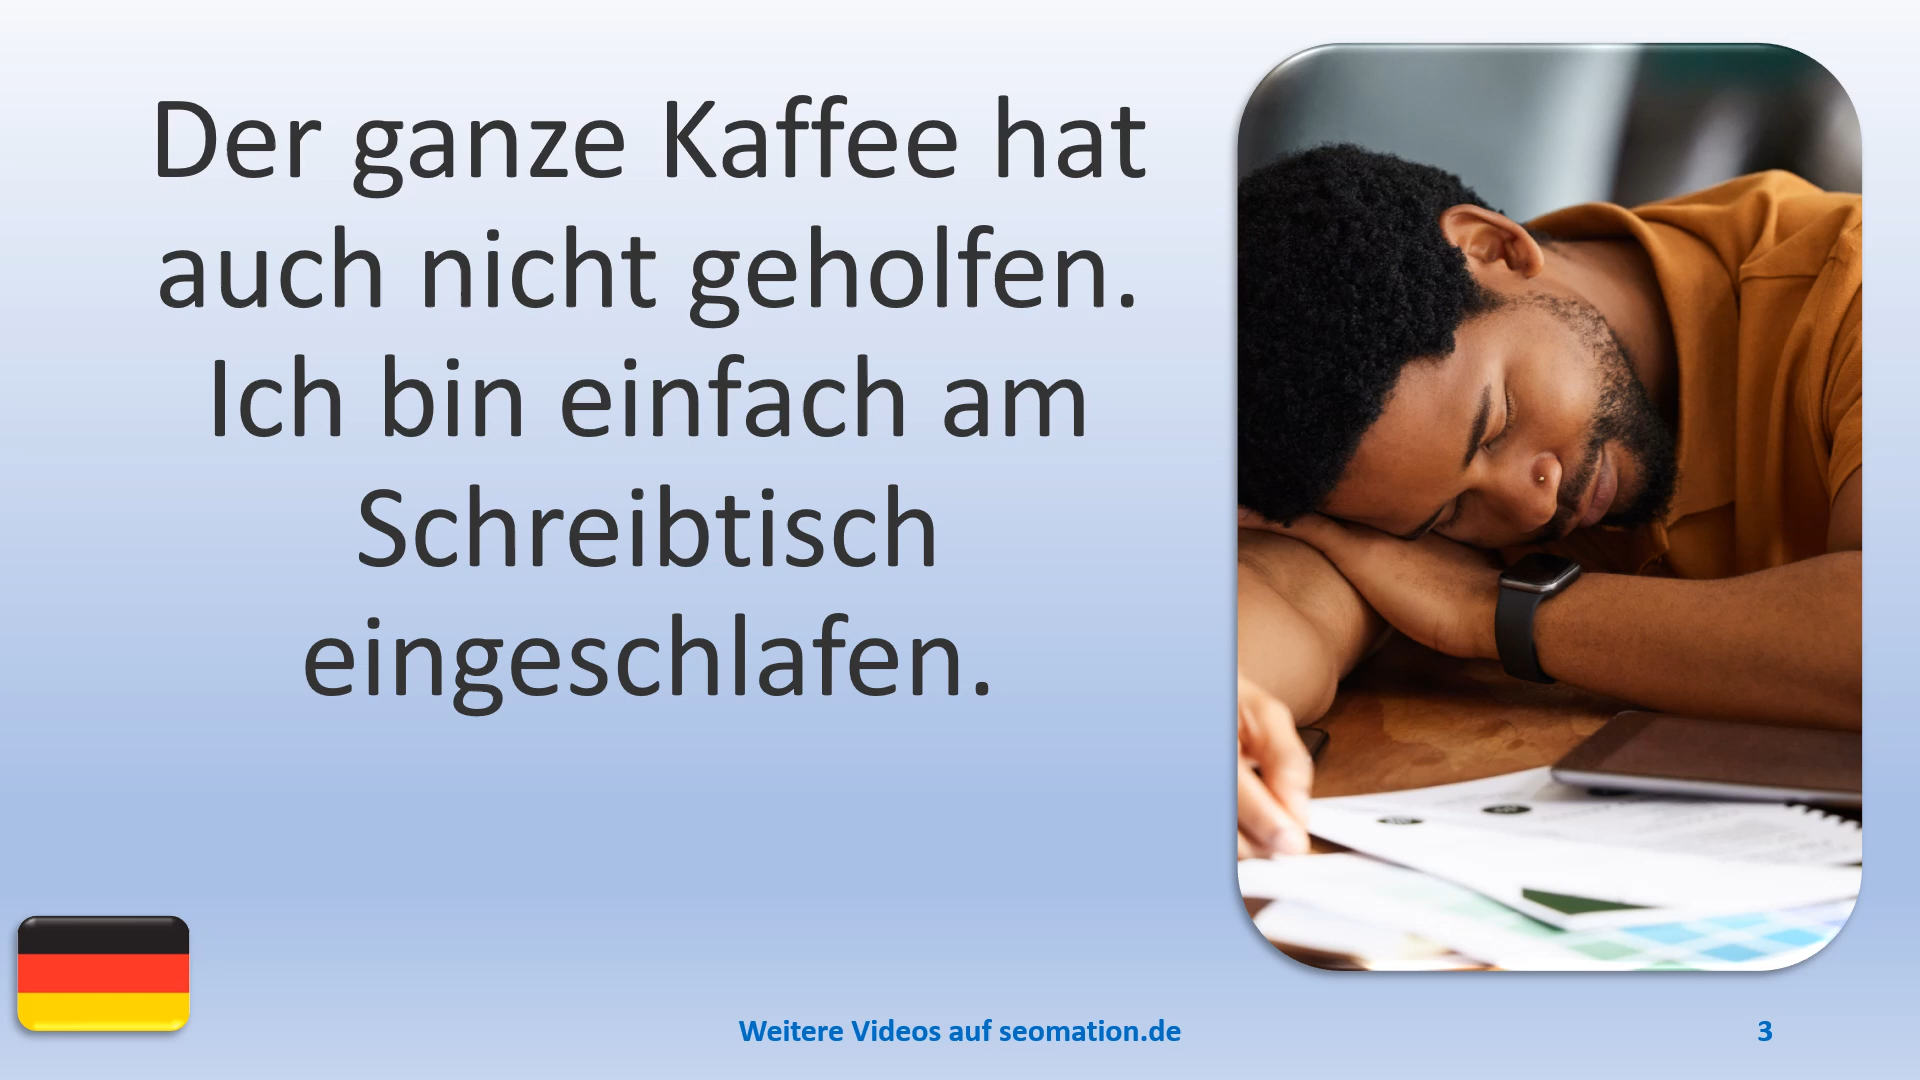 Der ganze Kaffee hat
auch nicht geholfen.
Ich bin einfach am
Schreibtisch
eingeschlafen.
Weitere Videos auf seomation.de
3